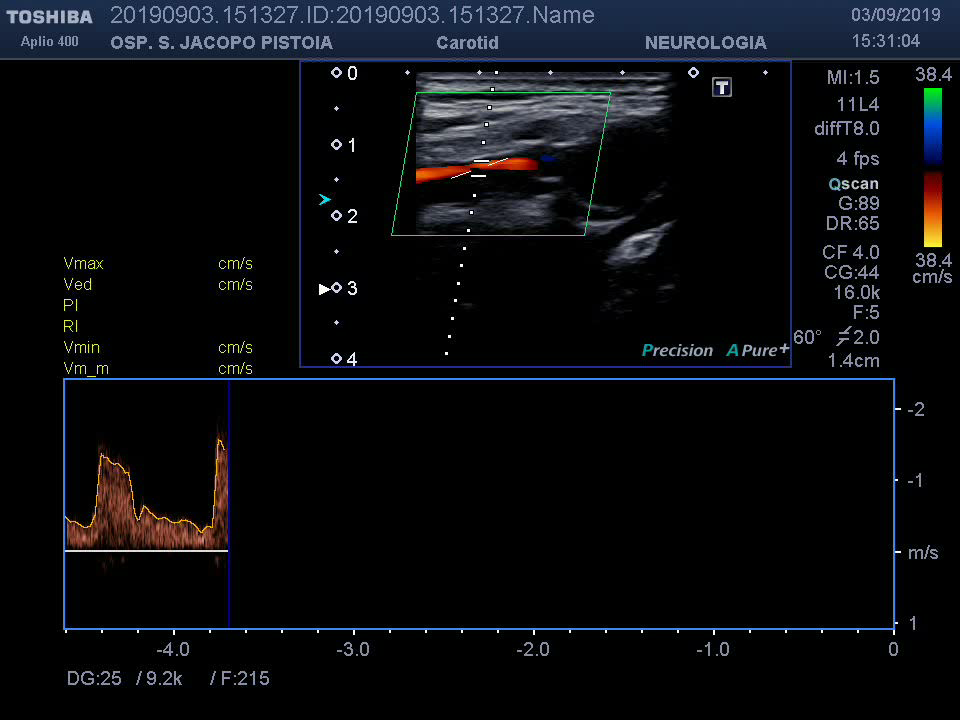 TOSHIBA 20190903.151327.ID:20190903.151327.Name 03/09/2019
Aplio 400 OSP. S. JACOPO PISTOIA Carotid NEUROLOGIA 15:31:04
0
1
2
3
4
T
Precision A Pure+
MI:1.5
11L4
diffT8.0
4 fps
Qscan
G:89
DR:65
CF 4.0
CG:44
16.0k
F:5
60° 2.0
1.4cm
38.4
38.4
cm/s
Vmax cm/s
Ved cm/s
PI
RI
Vmin cm/s
Vm_m cm/s
-2
-1
m/s
1
-4.0 -3.0 -2.0 -1.0 0
DG:25 / 9.2k / F:215